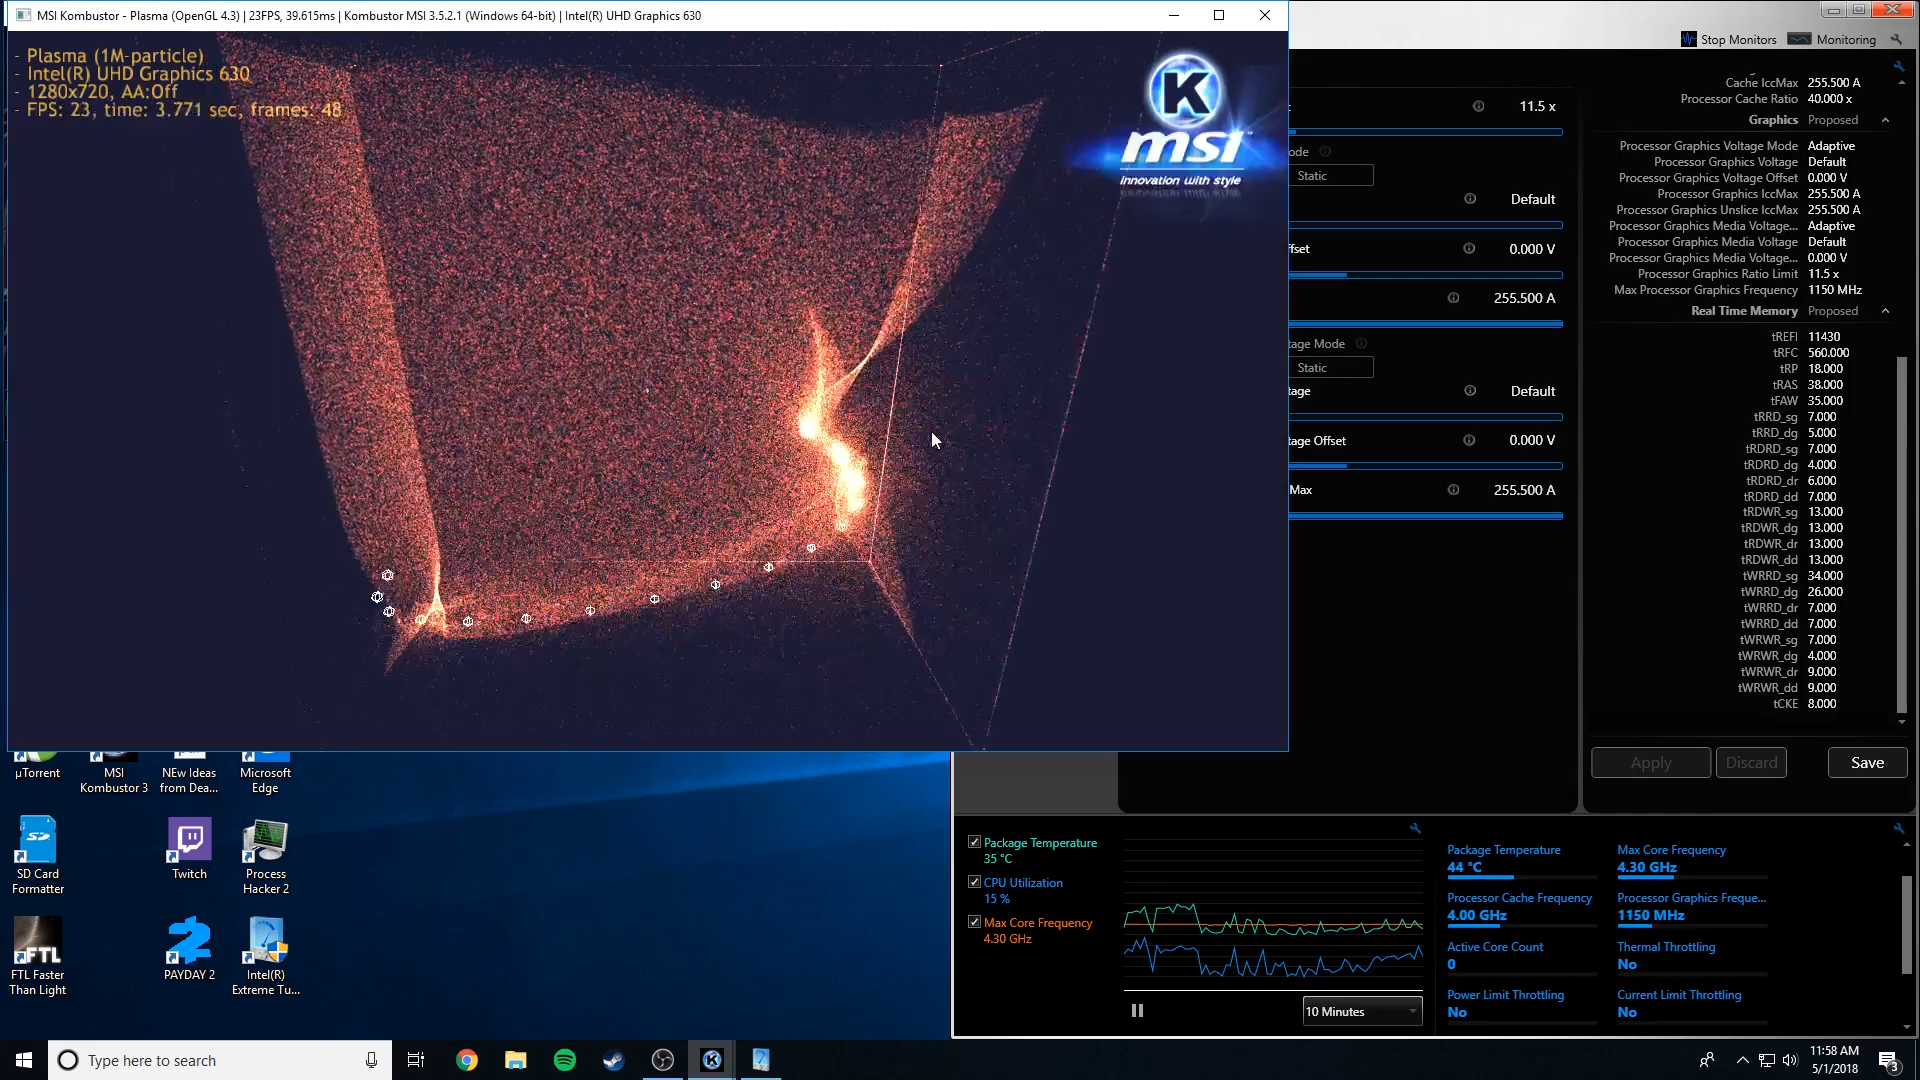 MSI Kombustor - Plasma (OpenGL 4.3) | 23FPS, 39.615ms | Kombustor MSI 3.5.2.1 (Windows 64-bit) | Intel(R) UHD Graphics 630
- Plasma (1M-particle)
- Intel(R) UHD Graphics 630
- 1280x720, AA:Off
- FPS: 23, time: 3.771 sec, frames: 48
K
msi
innovation with style
Stop Monitors
Monitoring
11.5 x
ode
Static
Default
ffset 0.000 V
255.500 A
tage Mode
Static
tage Default
tage Offset 0.000 V
Max 255.500 A
Cache IccMax 255.500 A
Processor Cache Ratio 40.000 x
Graphics Proposed
Processor Graphics Voltage Mode Adaptive
Processor Graphics Voltage Default
Processor Graphics Voltage Offset 0.000 V
Processor Graphics IccMax 255.500 A
Processor Graphics Unslice IccMax 255.500 A
Processor Graphics Media Voltage... Adaptive
Processor Graphics Media Voltage Default
Processor Graphics Media Voltage... 0.000 V
Processor Graphics Ratio Limit 11.5 x
Max Processor Graphics Frequency 1150 MHz
Real Time Memory Proposed
tREFI 11430
tRFC 560.000
tRP 18.000
tRAS 38.000
tFAW 35.000
tRRD_sg 7.000
tRRD_dg 5.000
tRDRD_sg 7.000
tRDRD_dg 4.000
tRDRD_dr 6.000
tRDRD_dd 7.000
tRDWR_sg 13.000
tRDWR_dg 13.000
tRDWR_dr 13.000
tRDWR_dd 13.000
tWRRD_sg 34.000
tWRRD_dg 26.000
tWRRD_dr 7.000
tWRRD_dd 7.000
tWRWR_sg 7.000
tWRWR_dg 4.000
tWRWR_dr 9.000
tWRWR_dd 9.000
tCKE 8.000
Apply
Discard
Save
µTorrent
MSI
Kombustor 3
NEw Ideas
from Dea...
Microsoft
Edge
SD
SD Card
Formatter
Twitch
Process
Hacker 2
FTL
FTL Faster
Than Light
2
PAYDAY 2
Intel(R)
Extreme Tu...
Package Temperature
35 °C
CPU Utilization
15 %
Max Core Frequency
4.30 GHz
10 Minutes
Package Temperature
44 °C
Max Core Frequency
4.30 GHz
Processor Cache Frequency
4.00 GHz
Processor Graphics Freque...
1150 MHz
Active Core Count
0
Thermal Throttling
No
Power Limit Throttling
No
Current Limit Throttling
No
Type here to search
K
11:58 AM
5/1/2018
3